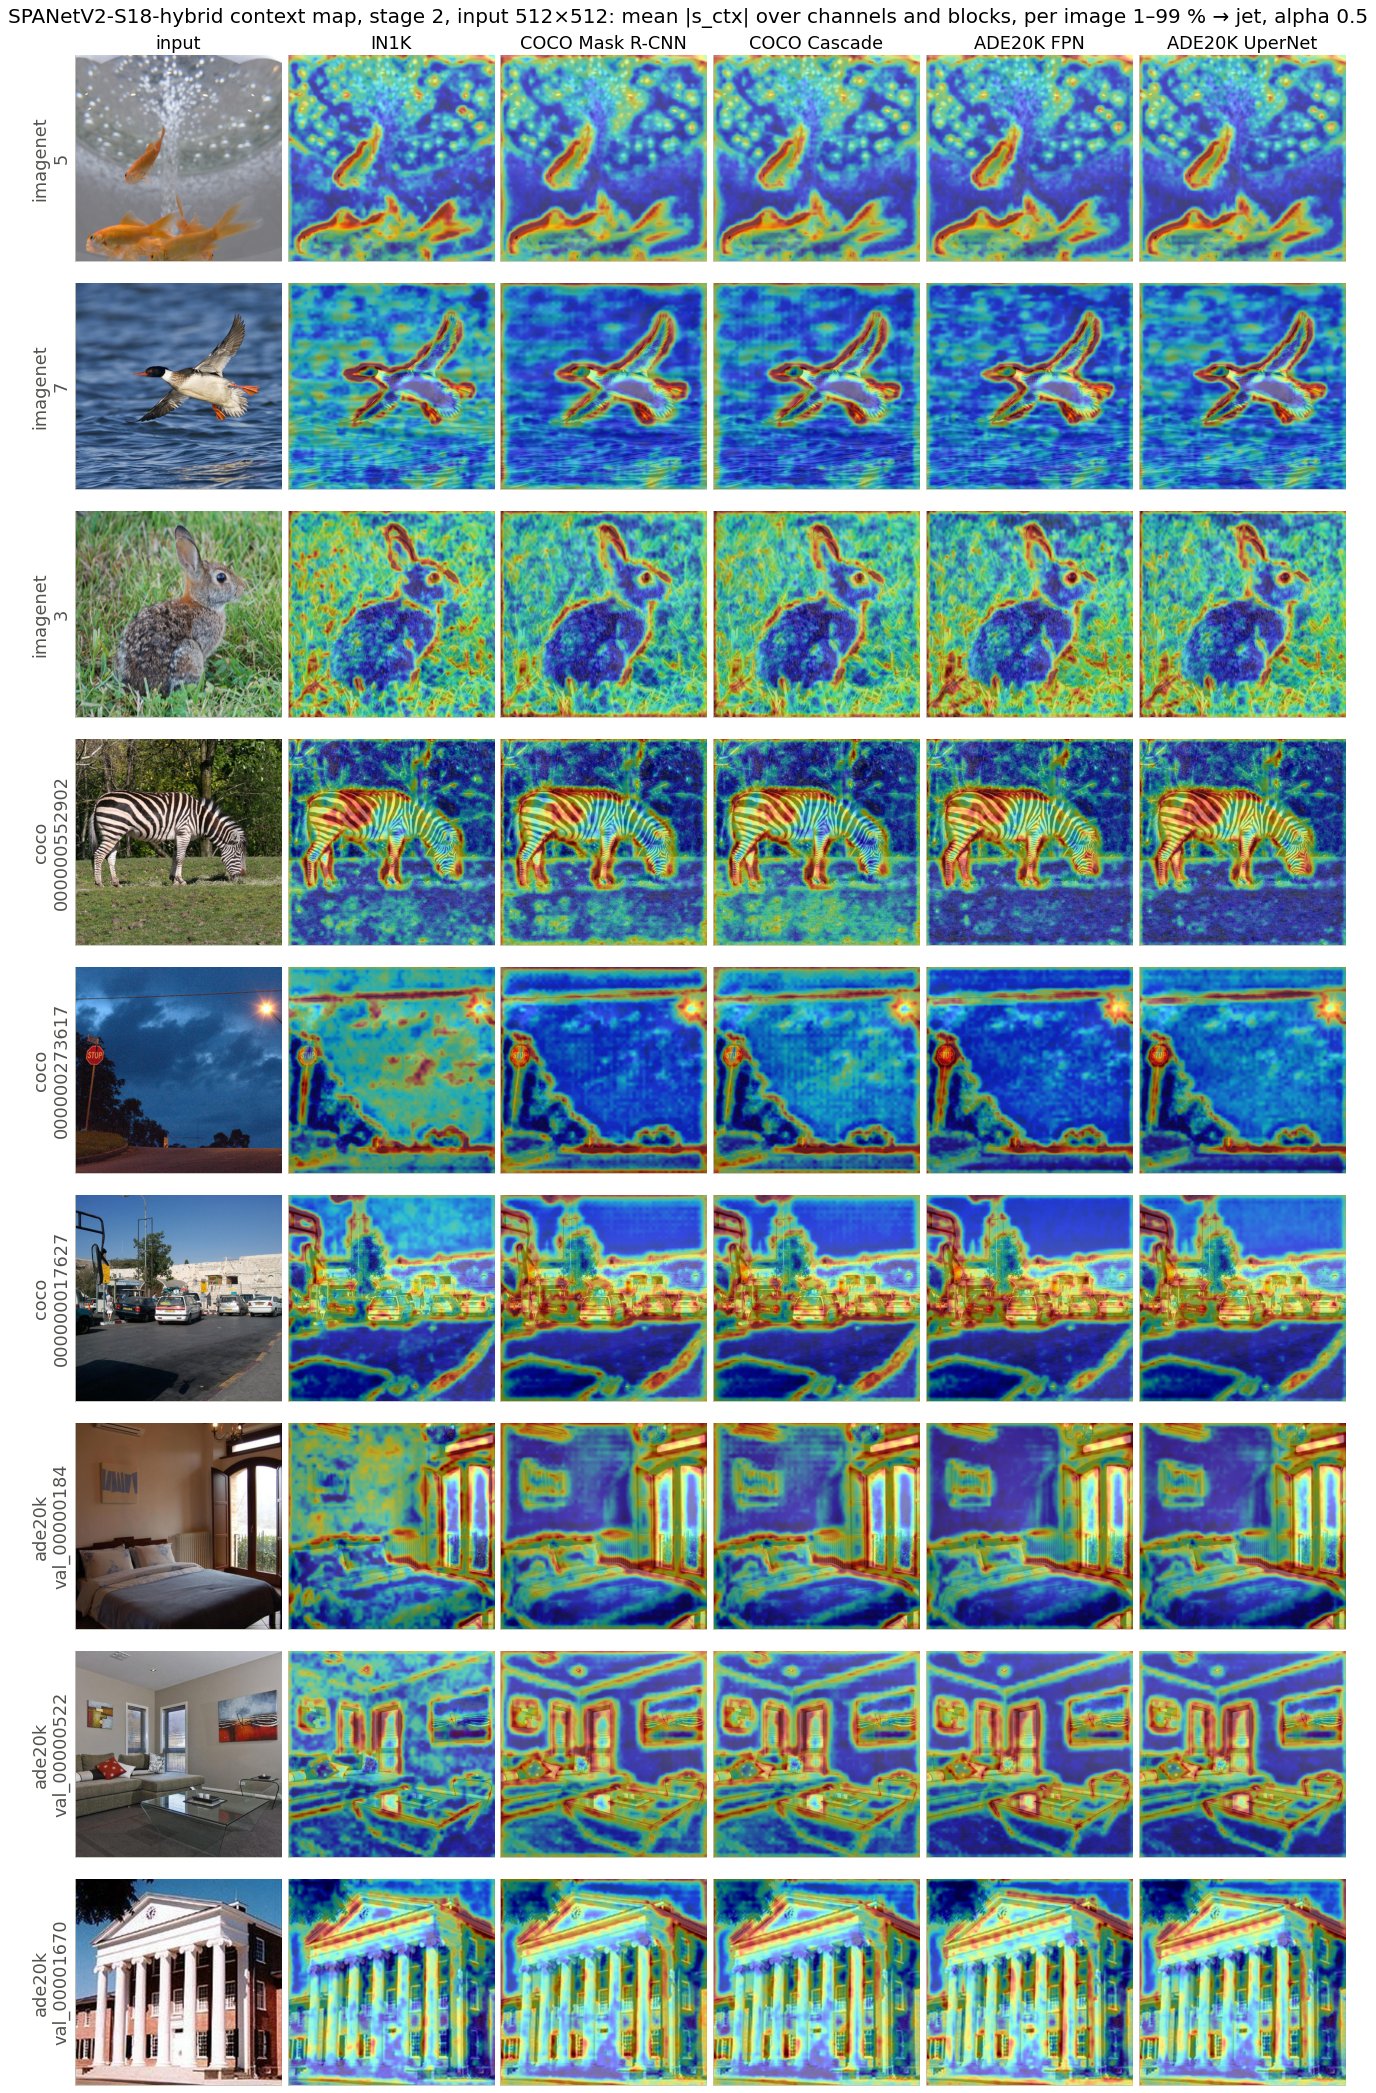 SPANetV2-S18-hybrid context map, stage 2, input 512×512: mean |s_ctx| over channels and blocks, per image 1–99 % → jet, alpha 0.5
input IN1K COCO Mask R-CNN COCO Cascade ADE20K FPN ADE20K UperNet
imagenet
5
imagenet
7
imagenet
3
coco
000000552902
coco
000000273617
STOP
coco
000000017627
ade20k
val_00000184
ade20k
val_00000522
ade20k
val_00001670